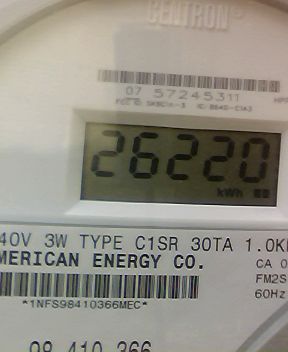 CENTRON
07 57245311
26220
kWh
40V 3W TYPE C1SR 30TA 1.0K
MERICAN ENERGY CO.
CA 0
FM2S
60Hz
*1NFS98410366MEC*
98 410 366